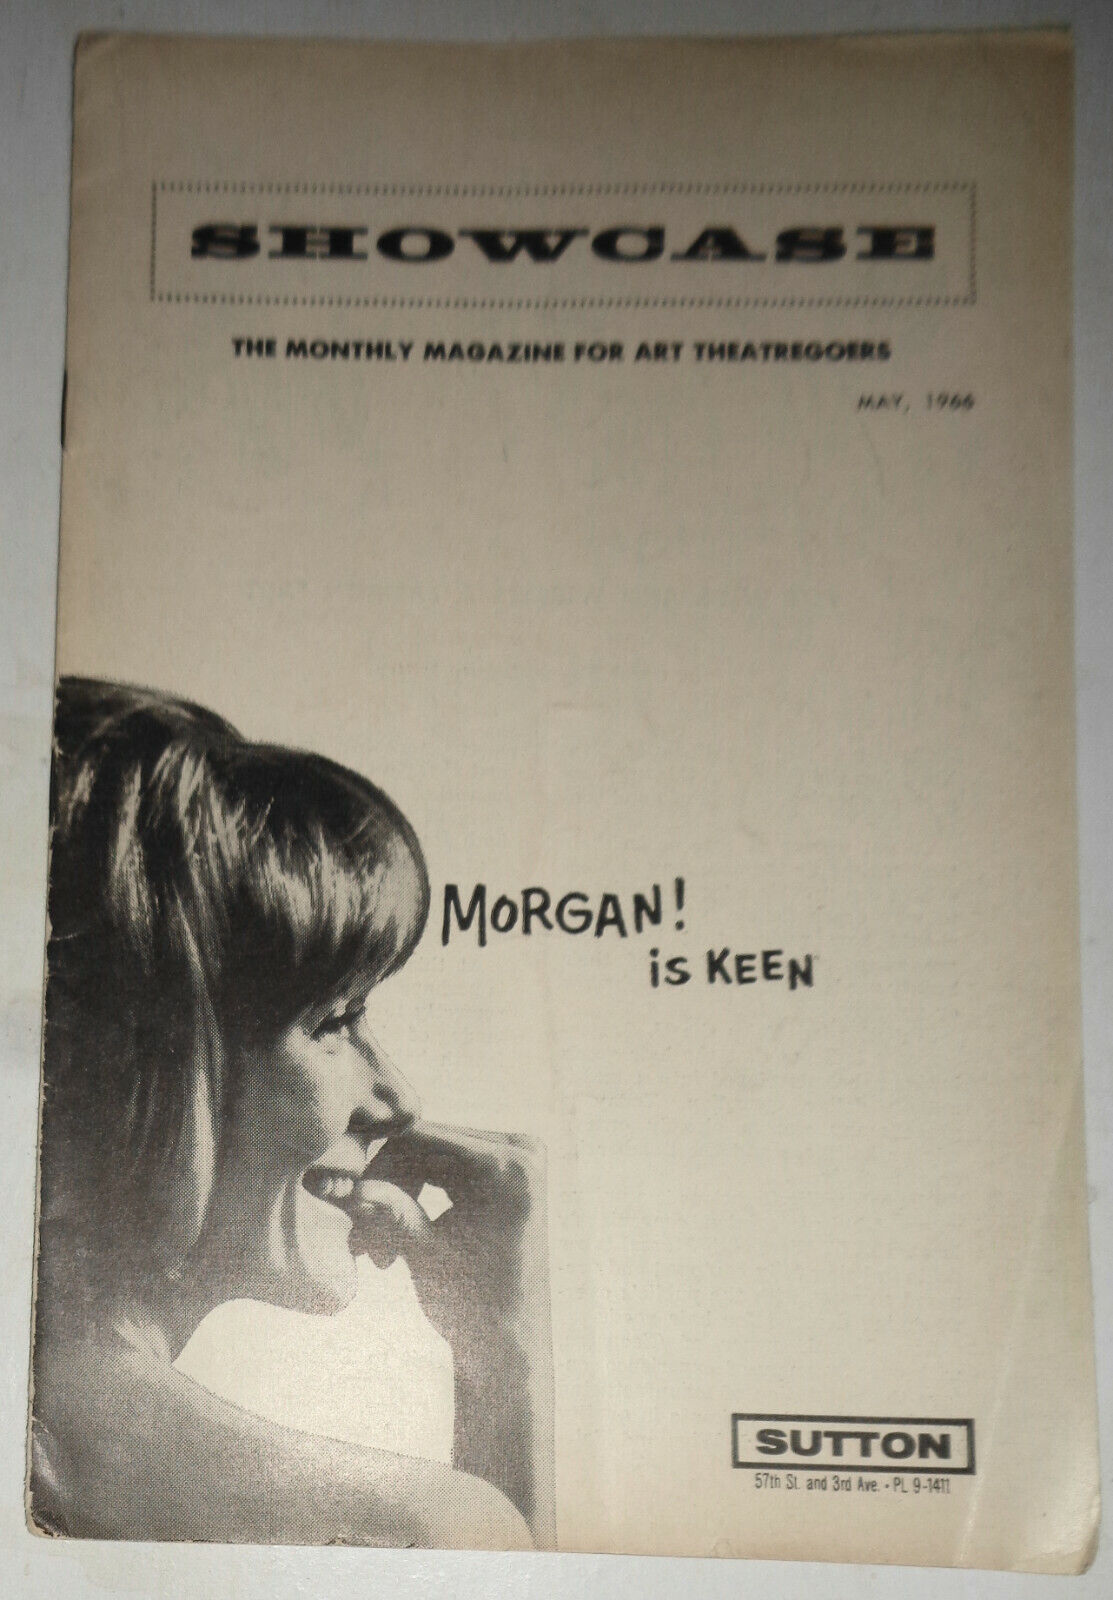 SHOWCASE
THE MONTHLY MAGAZINE FOR ART THEATREGOERS
MAY, 1966
MORGAN!
is KEEN
SUTTON
57th St. and 3rd Ave. • PL 9-1411